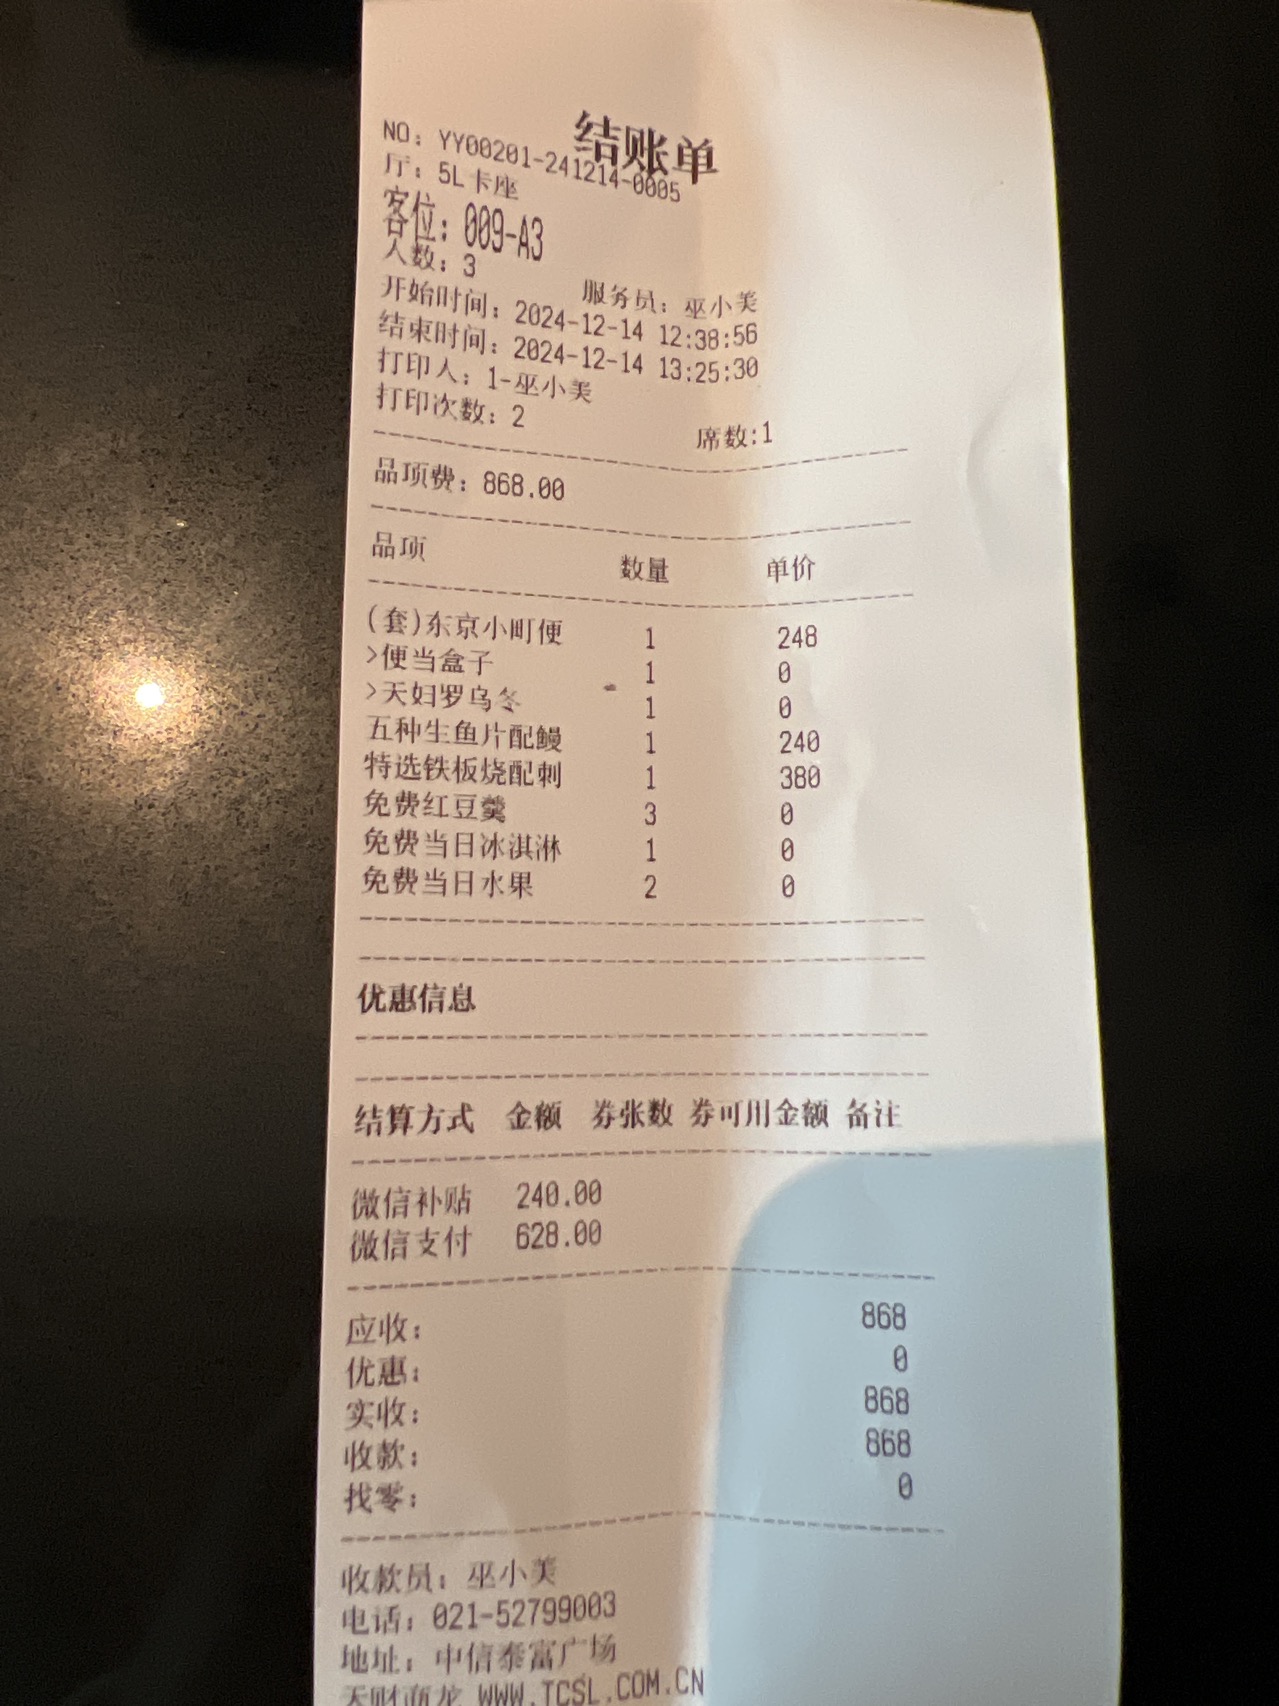 结账单
NO: YY00201-241214-0005
厅: 5L卡座
客位: 009-A3
人数: 3 服务员: 巫小美
开始时间: 2024-12-14 12:38:56
结束时间: 2024-12-14 13:25:30
打印人: 1-巫小美
打印次数: 2 席数:1
品项费: 868.00
品项 数量 单价
(套)东京小町便 1 248
>便当盒子 1 0
>天妇罗乌冬 1 0
五种生鱼片配鳗 1 240
特选铁板烧配刺 1 380
免费红豆羹 3 0
免费当日冰淇淋 1 0
免费当日水果 2 0
优惠信息
结算方式 金额 券张数 券可用金额 备注
微信补贴 240.00
微信支付 628.00
应收: 868
优惠: 0
实收: 868
收款: 868
找零: 0
收款员: 巫小美
电话: 021-52799003
地址: 中信泰富广场
天财商龙 WWW.TCSL.COM.CN